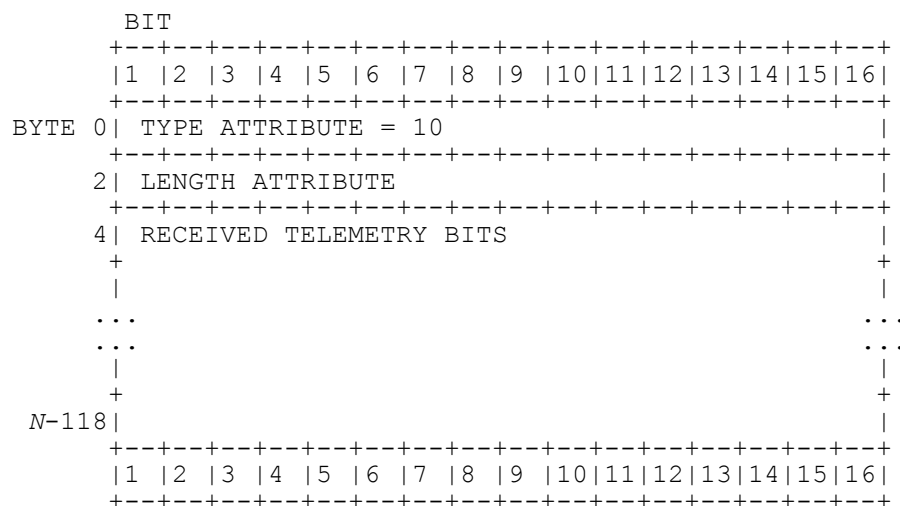 BIT
+--+--+--+--+--+--+--+--+--+--+--+--+--+--+--+--+
|1 |2 |3 |4 |5 |6 |7 |8 |9 |10|11|12|13|14|15|16|
+--+--+--+--+--+--+--+--+--+--+--+--+--+--+--+--+
BYTE 0| TYPE ATTRIBUTE = 10 |
+--+--+--+--+--+--+--+--+--+--+--+--+--+--+--+--+
2| LENGTH ATTRIBUTE |
+--+--+--+--+--+--+--+--+--+--+--+--+--+--+--+--+
4| RECEIVED TELEMETRY BITS |
+ +
| |
... ...
... ...
| |
+ +
N-118| |
+--+--+--+--+--+--+--+--+--+--+--+--+--+--+--+--+
|1 |2 |3 |4 |5 |6 |7 |8 |9 |10|11|12|13|14|15|16|
+--+--+--+--+--+--+--+--+--+--+--+--+--+--+--+--+